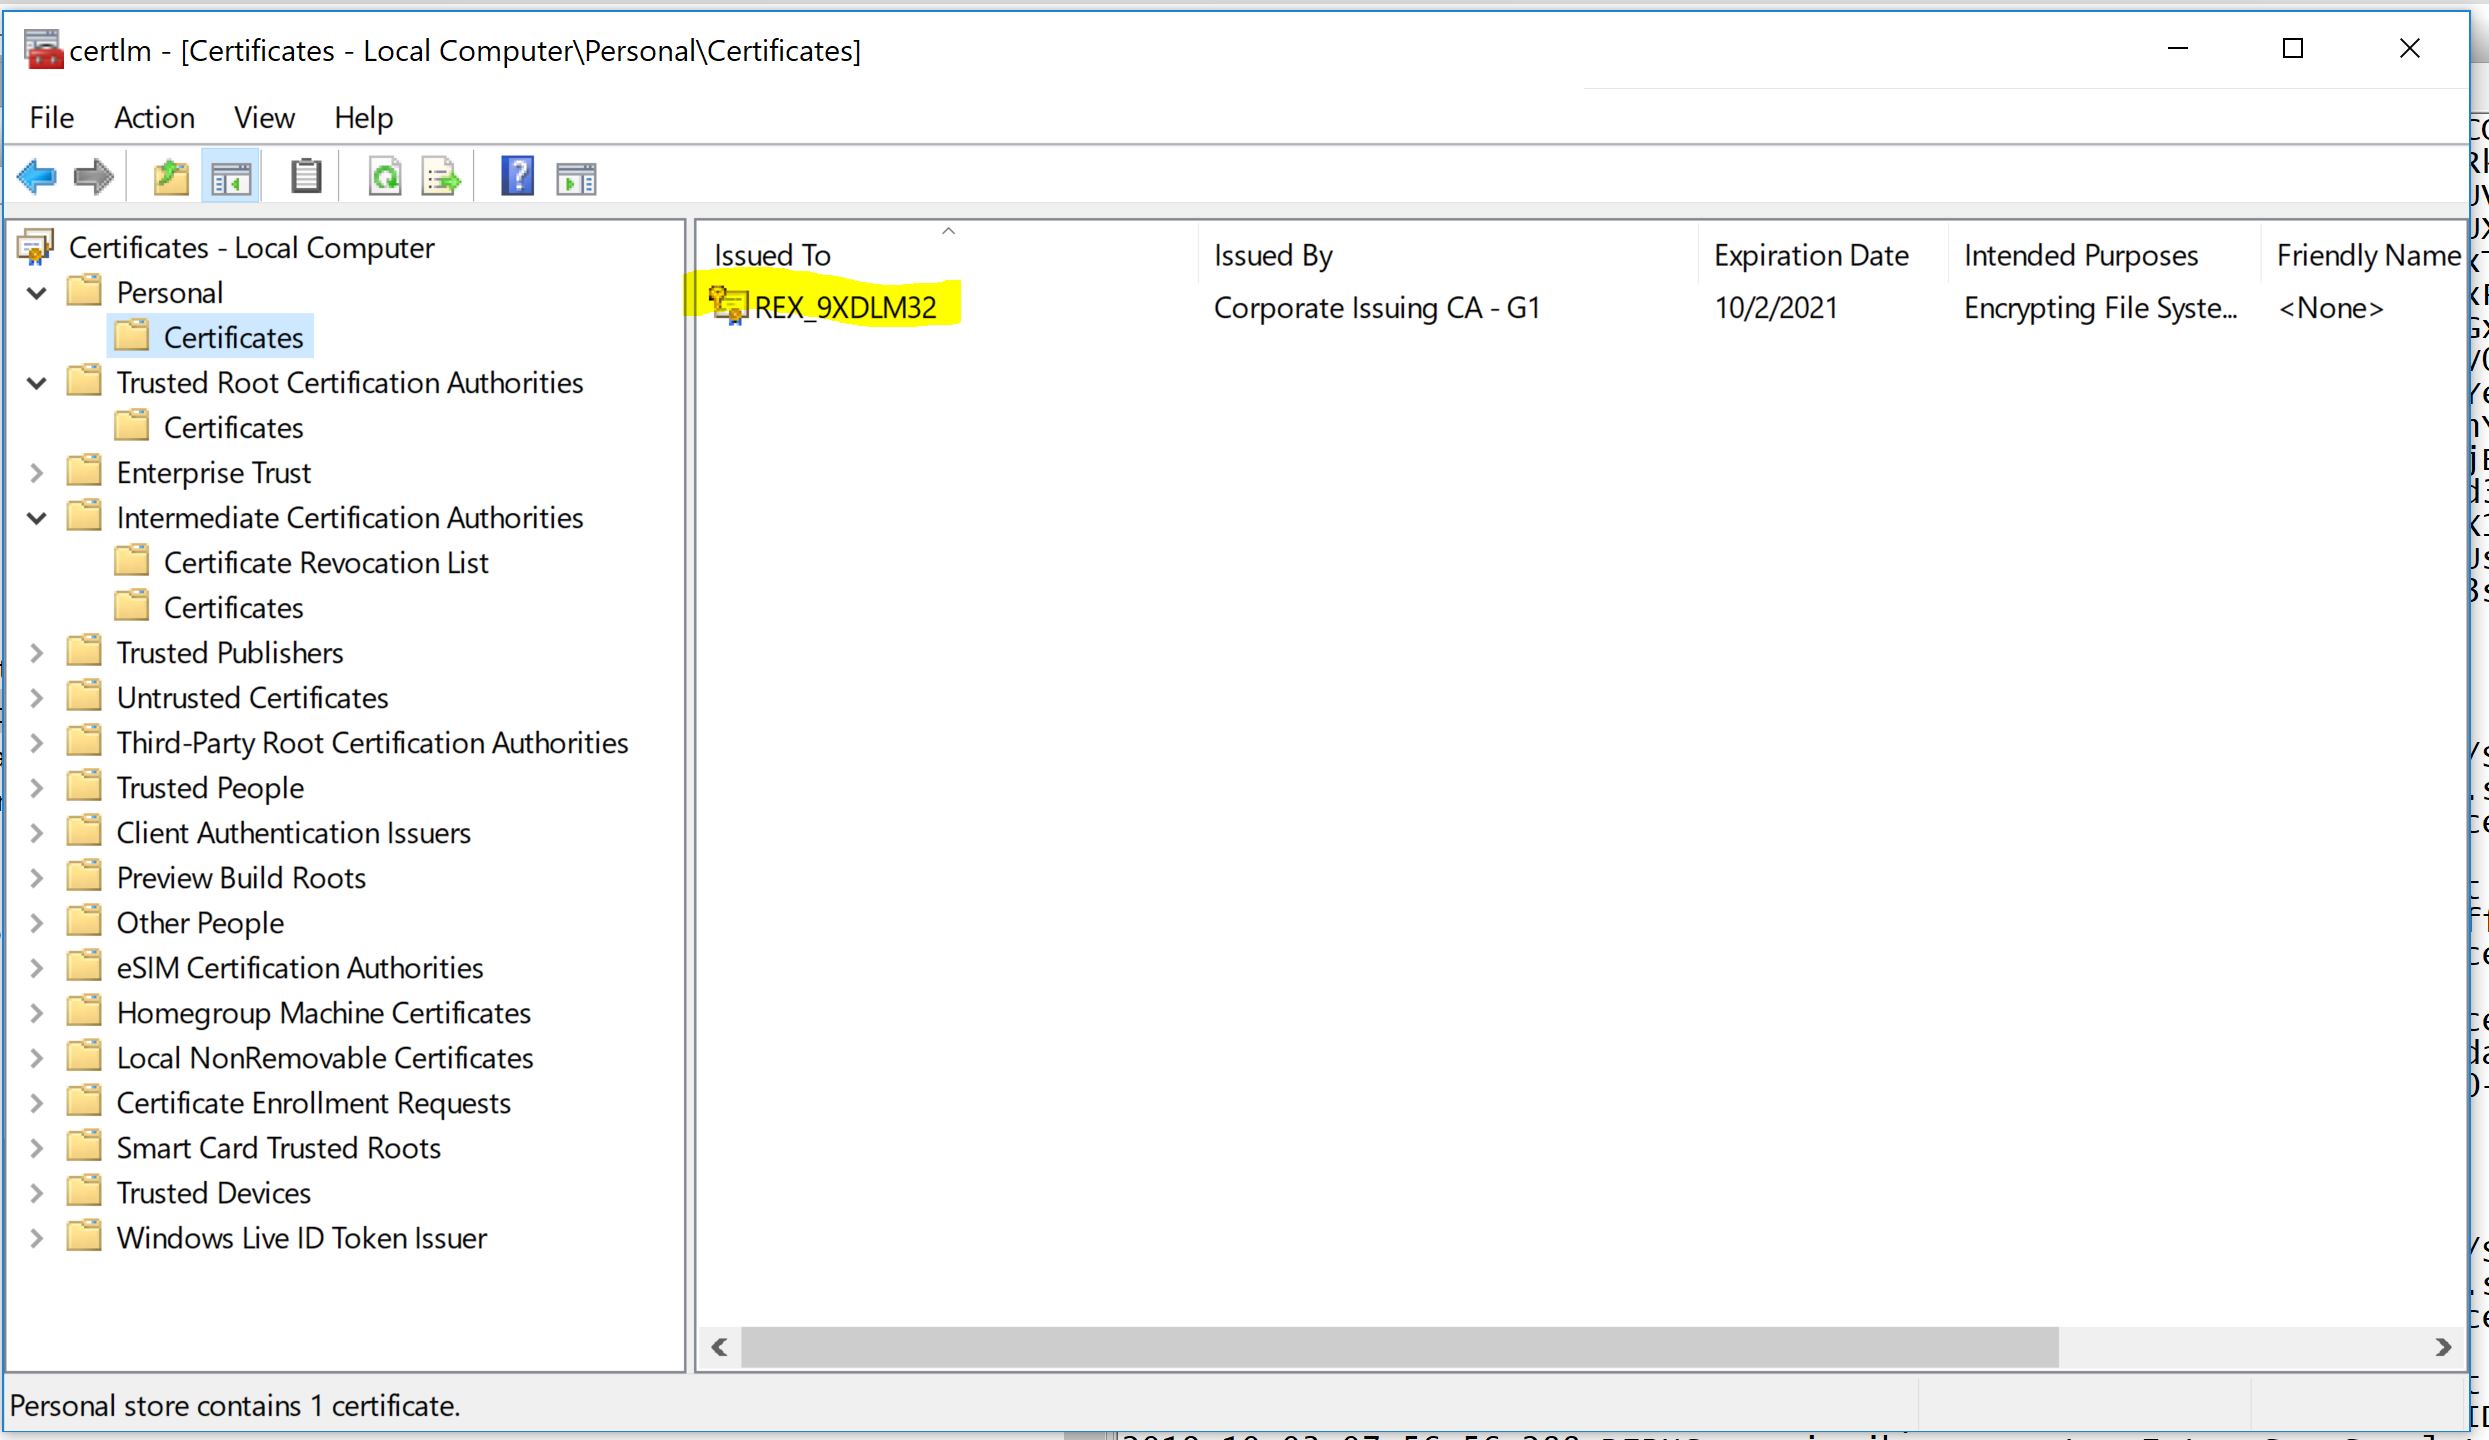 certlm - [Certificates - Local Computer\Personal\Certificates]
File Action View Help
Certificates - Local Computer
Personal
Certificates
Trusted Root Certification Authorities
Certificates
Enterprise Trust
Intermediate Certification Authorities
Certificate Revocation List
Certificates
Trusted Publishers
Untrusted Certificates
Third-Party Root Certification Authorities
Trusted People
Client Authentication Issuers
Preview Build Roots
Other People
eSIM Certification Authorities
Homegroup Machine Certificates
Local NonRemovable Certificates
Certificate Enrollment Requests
Smart Card Trusted Roots
Trusted Devices
Windows Live ID Token Issuer
Issued To Issued By Expiration Date Intended Purposes Friendly Name
REX_9XDLM32 Corporate Issuing CA - G1 10/2/2021 Encrypting File Syste... <None>
Personal store contains 1 certificate.